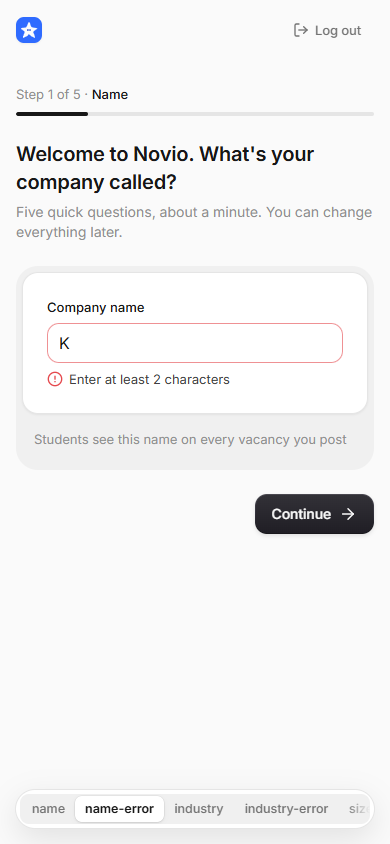 Log out
Step 1 of 5 · Name
Welcome to Novio. What's your
company called?
Five quick questions, about a minute. You can change
everything later.
Company name
K
Enter at least 2 characters
Students see this name on every vacancy you post
Continue
name name-error industry industry-error